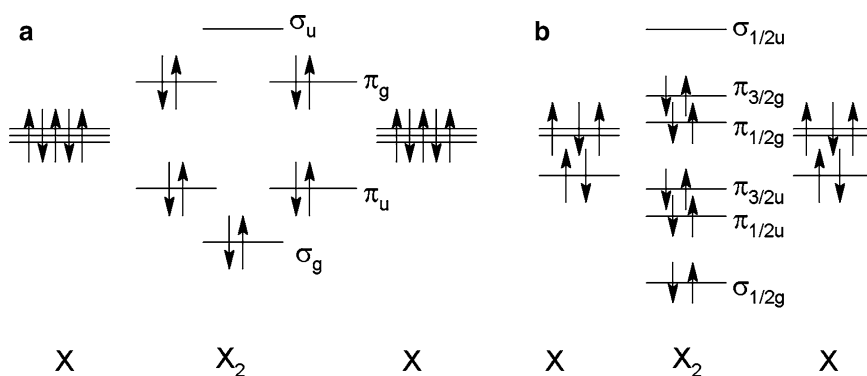 a
σu
πg
πu
σg
X
X2
X
b
σ1/2u
π3/2g
π1/2g
π3/2u
π1/2u
σ1/2g
X
X2
X